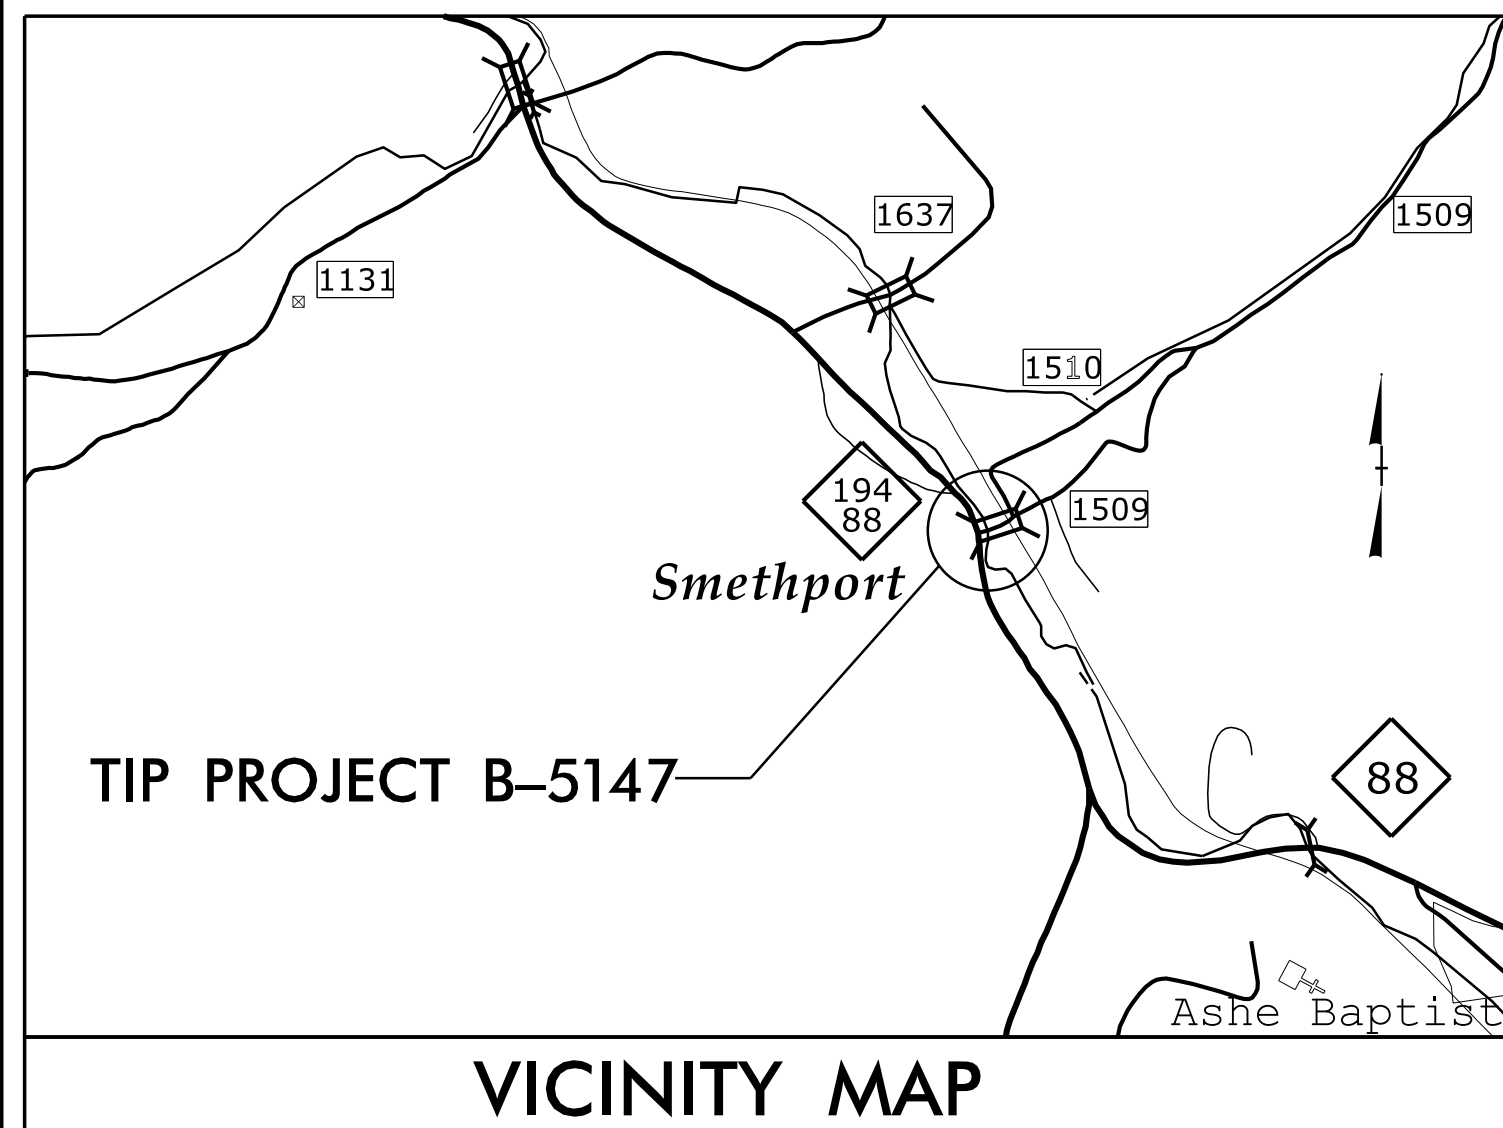 1637
1509
1131
1510
194
88
1509
Smethport
TIP PROJECT B–5147
88
Ashe Baptist
VICINITY MAP